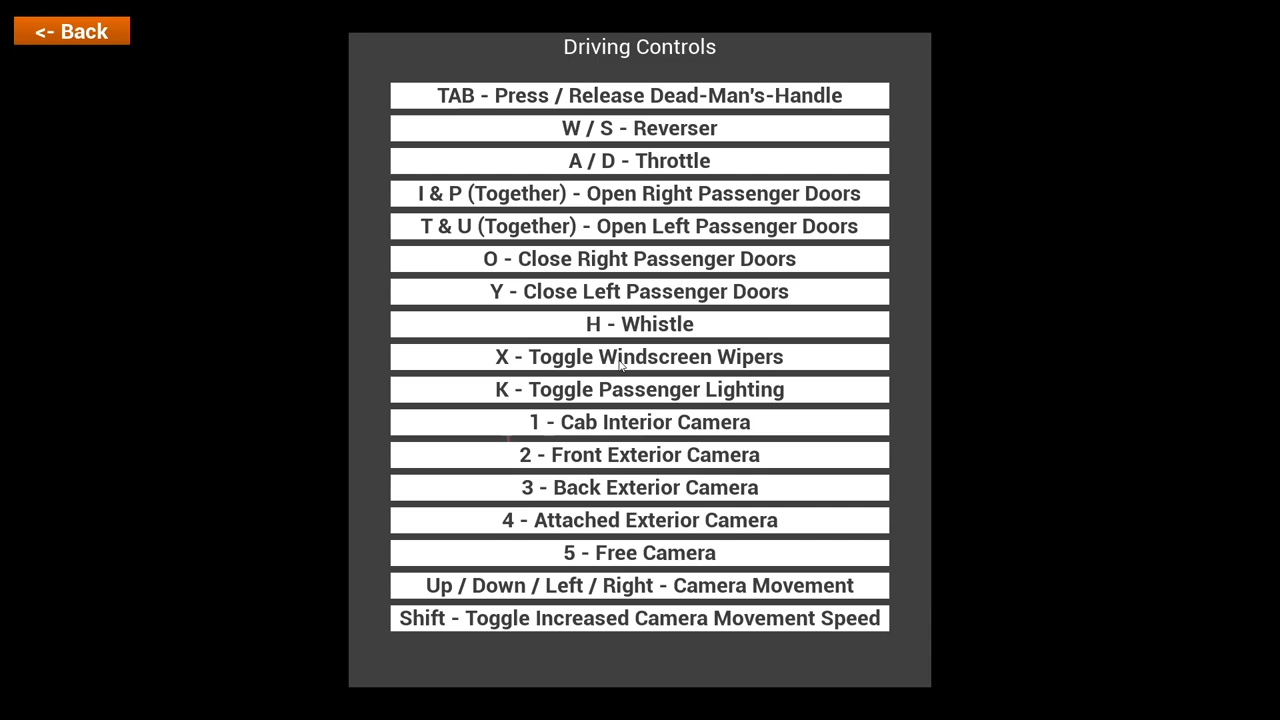 <- Back
Driving Controls
TAB - Press / Release Dead-Man's-Handle
W / S - Reverser
A / D - Throttle
I & P (Together) - Open Right Passenger Doors
T & U (Together) - Open Left Passenger Doors
O - Close Right Passenger Doors
Y - Close Left Passenger Doors
H - Whistle
X - Toggle Windscreen Wipers
K - Toggle Passenger Lighting
1 - Cab Interior Camera
2 - Front Exterior Camera
3 - Back Exterior Camera
4 - Attached Exterior Camera
5 - Free Camera
Up / Down / Left / Right - Camera Movement
Shift - Toggle Increased Camera Movement Speed